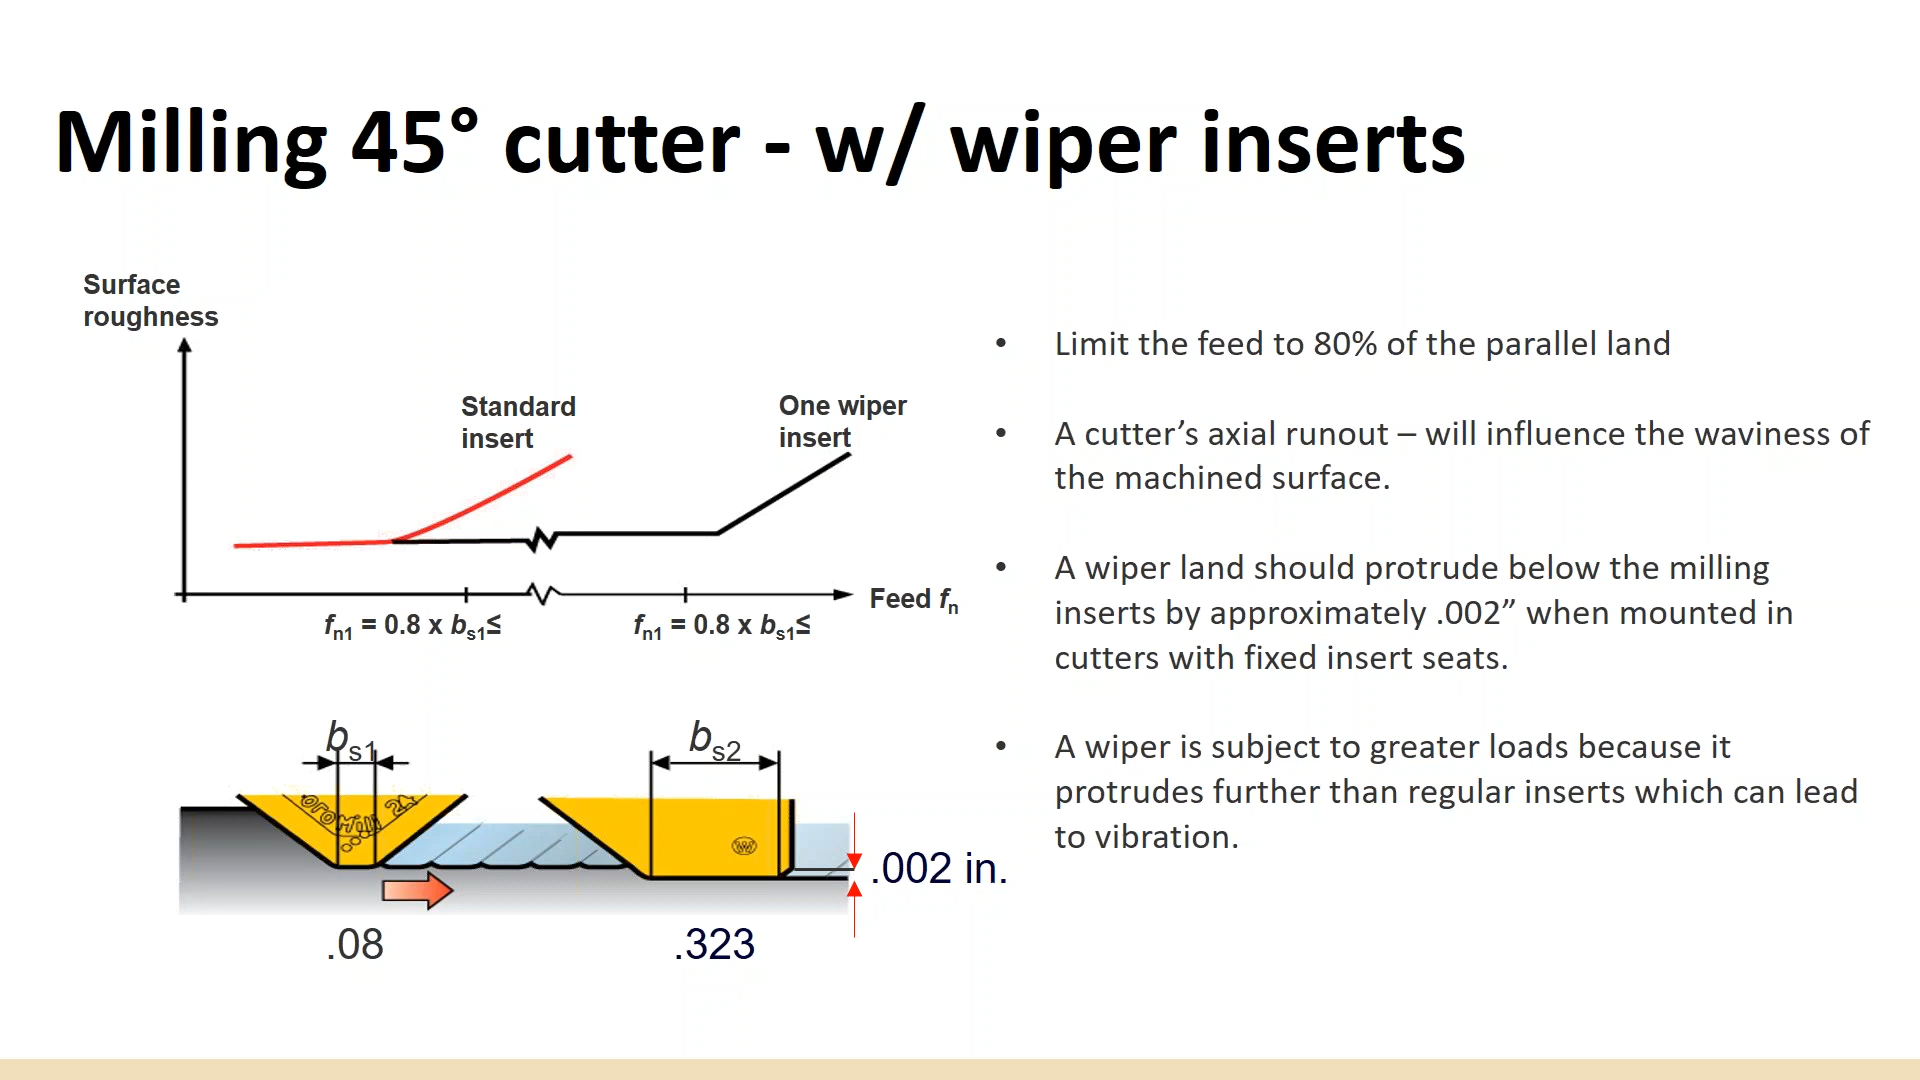 Milling 45° cutter - w/ wiper inserts
Surface
roughness
Standard
insert
One wiper
insert
Feed fn
fn1 = 0.8 x bs1≤
fn1 = 0.8 x bs1≤
bs1
bs2
oroMill 2
W
.002 in.
.08
.323
• Limit the feed to 80% of the parallel land
• A cutter’s axial runout – will influence the waviness of
the machined surface.
• A wiper land should protrude below the milling
inserts by approximately .002” when mounted in
cutters with fixed insert seats.
• A wiper is subject to greater loads because it
protrudes further than regular inserts which can lead
to vibration.